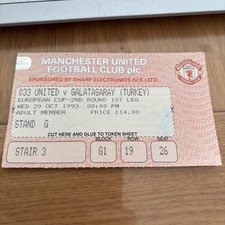 MANCHESTER UNITED
FOOTBALL CLUB plc
SPONSORED BY SHARP ELECTRONICS (U.K.) LTD.
033 UNITED v GALATASARAY (TURKEY)
EUROPEAN CUP-2ND ROUND 1ST LEG
WED 20 OCT 1993 08:00 PM
ADULT MEMBER PRICE £14.00
STAND G
CUT HERE AND GLUE TO TOKEN SHEET
BLOCK ROW SEAT
STAIR 3 G1 19 26